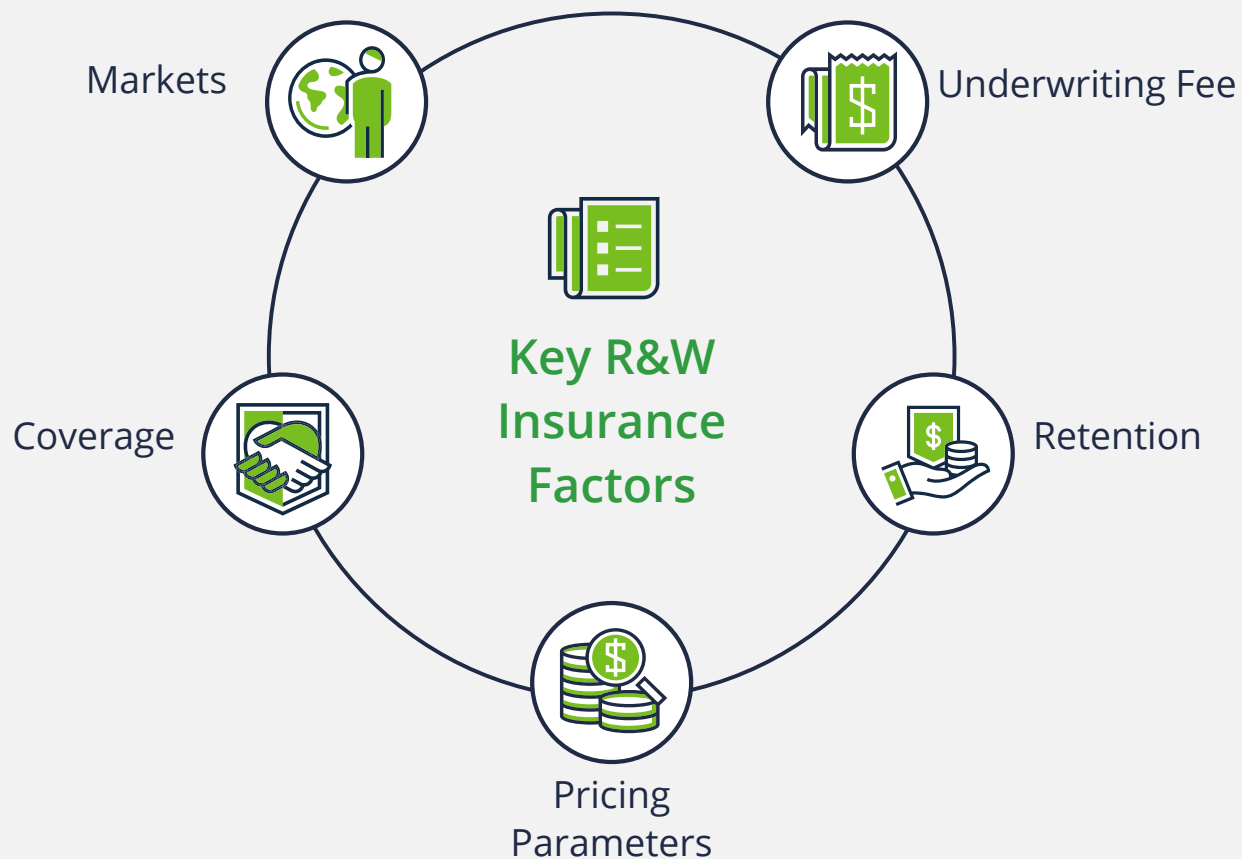 Markets
Underwriting Fee
Key R&W
Insurance
Factors
Coverage
Retention
Pricing
Parameters
$
$
$